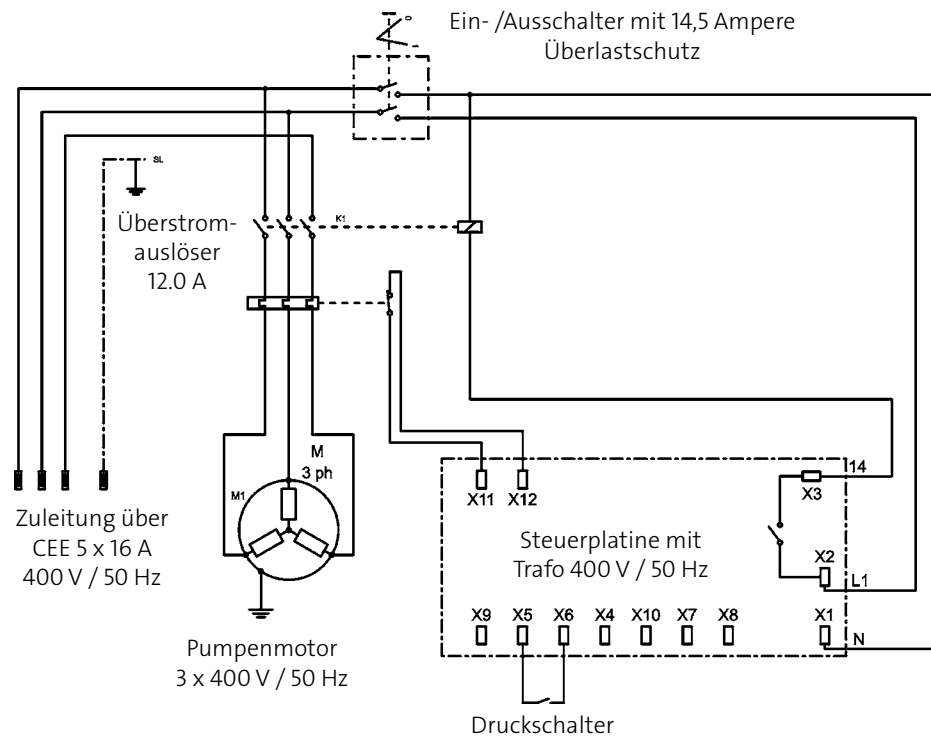 Ein- /Ausschalter mit 14,5 Ampere
Überlastschutz
SL
Überstrom-
auslöser
12.0 A
K1
M
3 ph
M1
Zuleitung über
CEE 5 x 16 A
400 V / 50 Hz
Pumpenmotor
3 x 400 V / 50 Hz
X11 X12
X3
14
Steuerplatine mit
Trafo 400 V / 50 Hz
X2
L1
X9 X5 X6 X4 X10 X7 X8 X1
N
Druckschalter